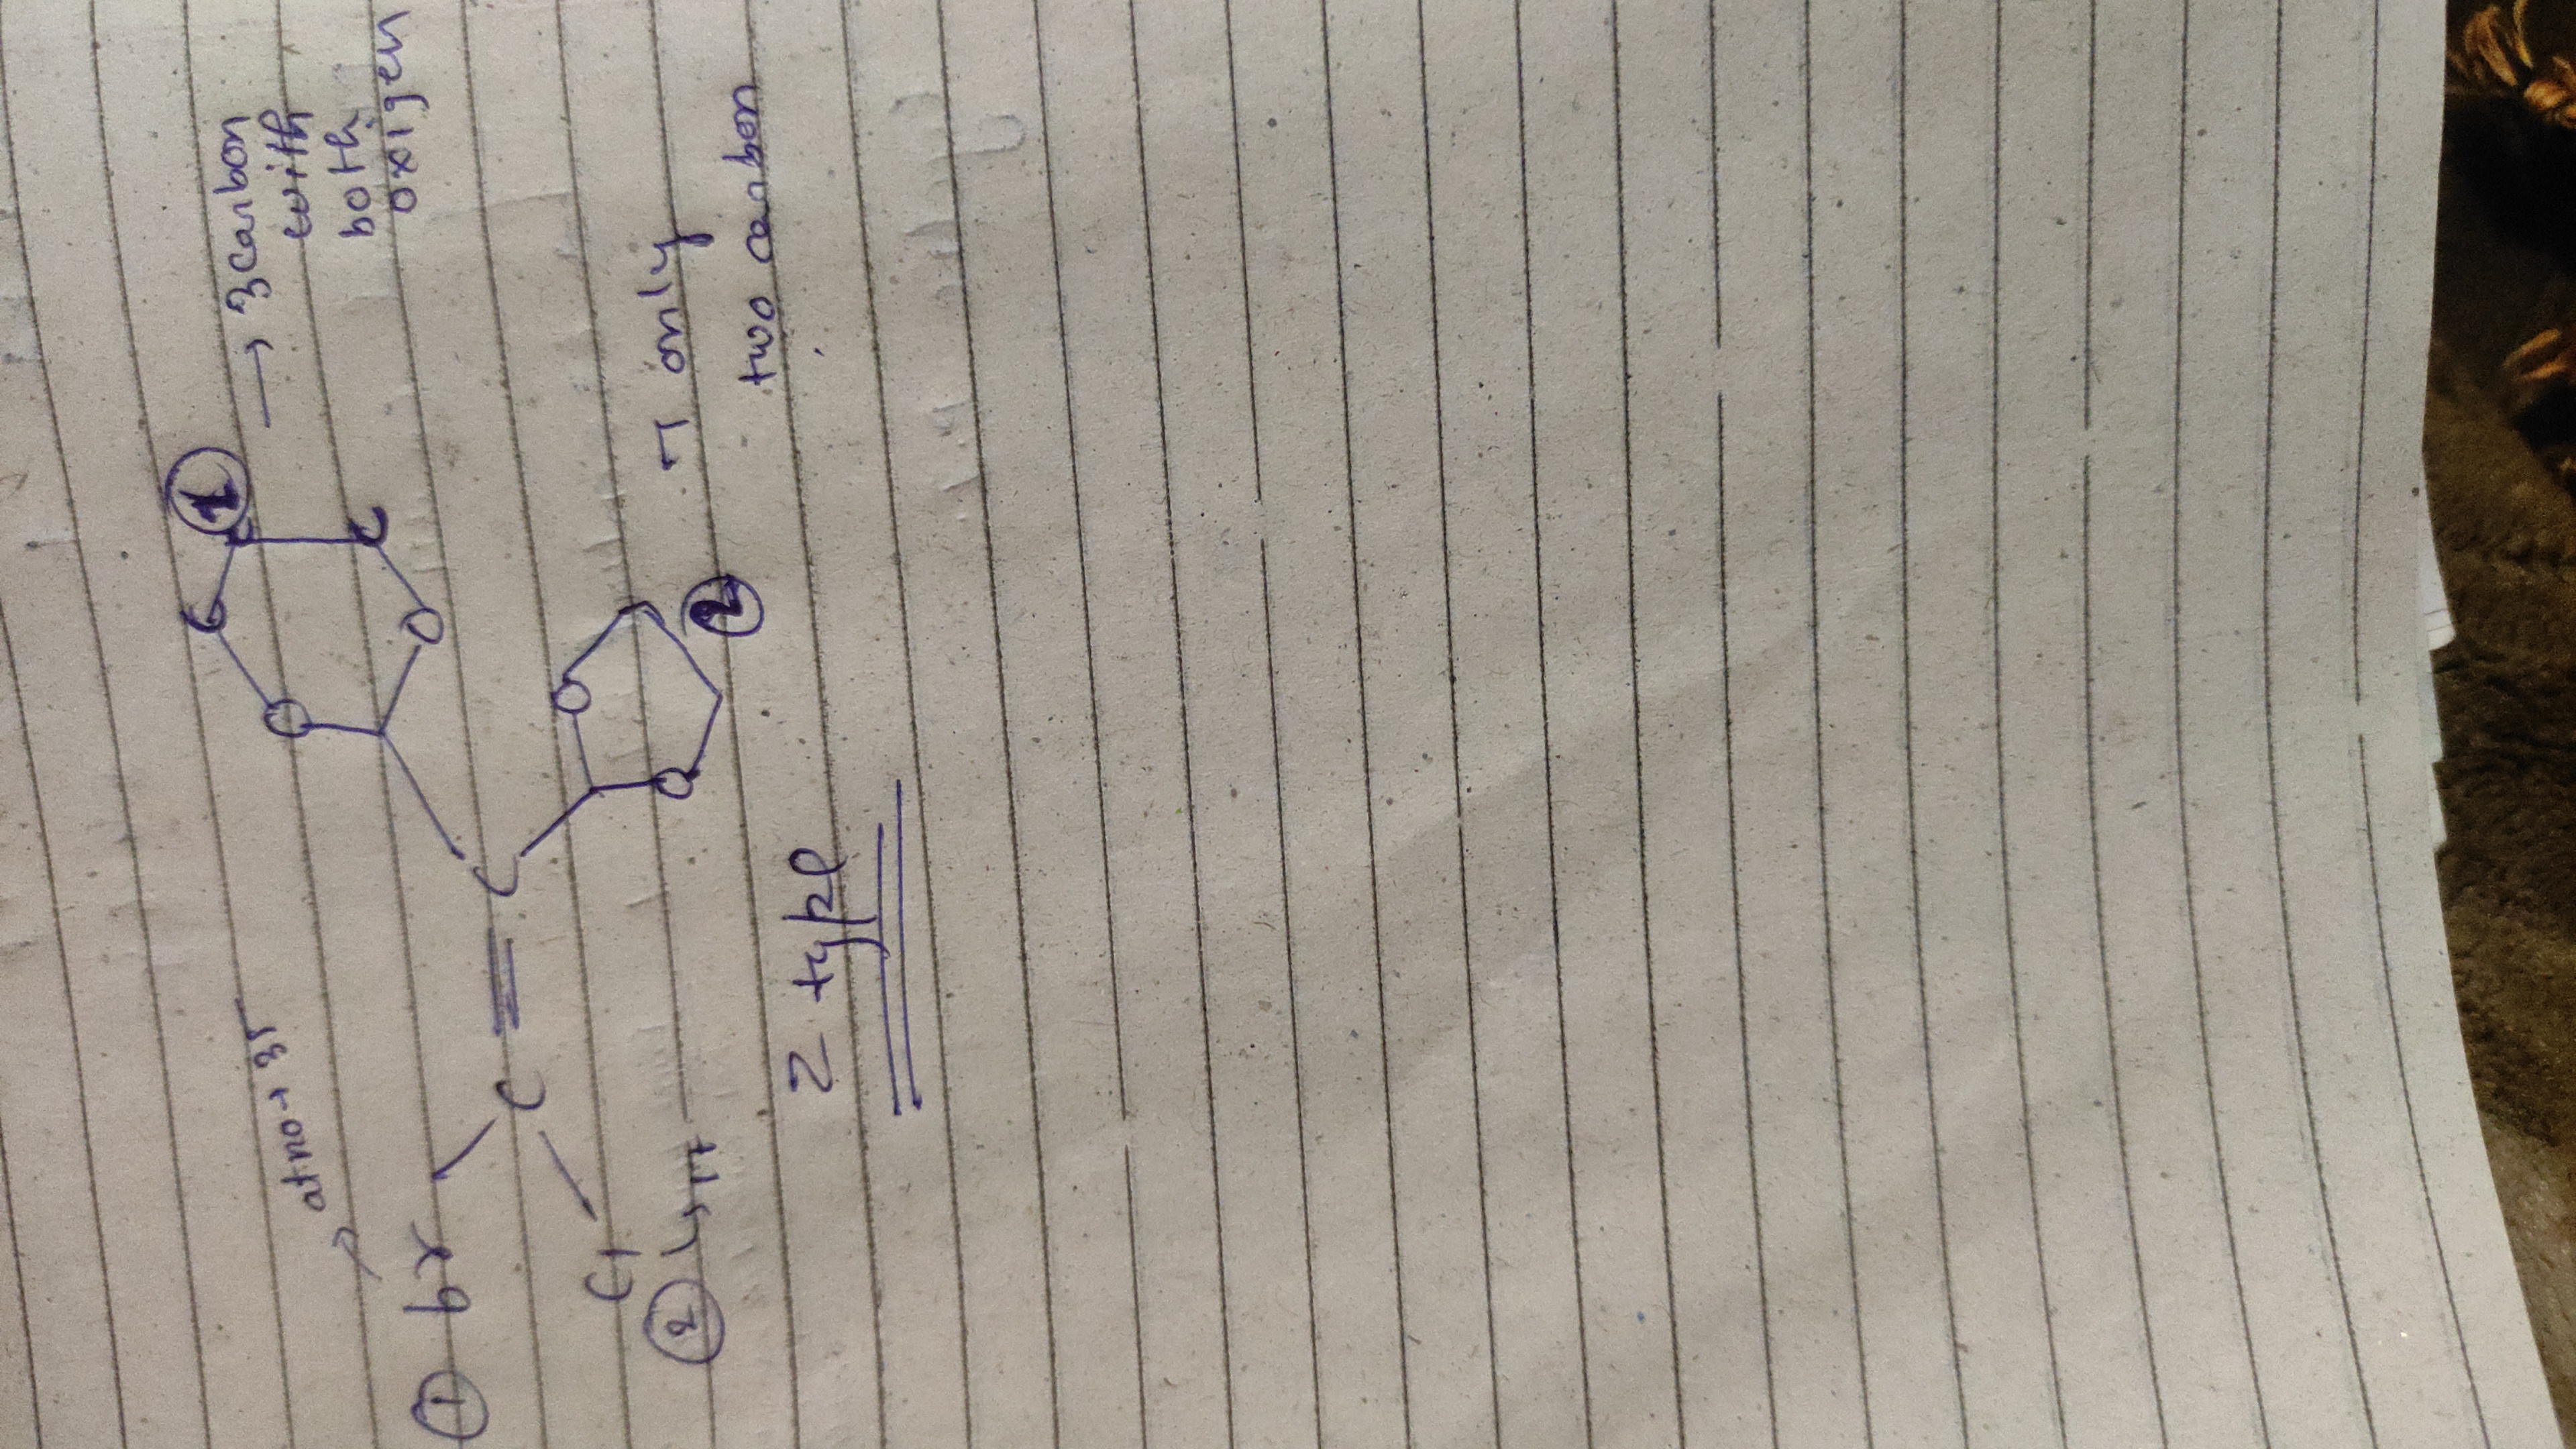 C
1
→ 3 carbon
with
both
oxigen
→ at no → 35
O
C
O
① br
C = C
Cl
O
② ↳ 17
O
2
→ only
two carbon
Z type